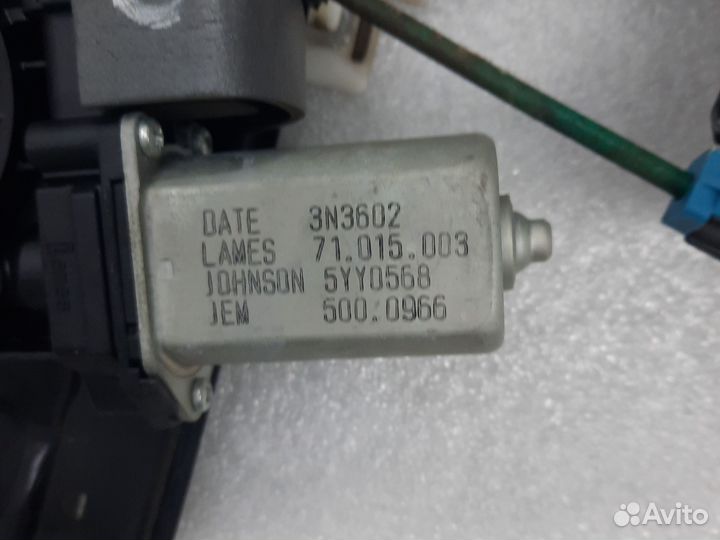 DATE 3N3602
LAMES 71.015.003
JOHNSON 5YY0568
JEM 500.0966
Avito